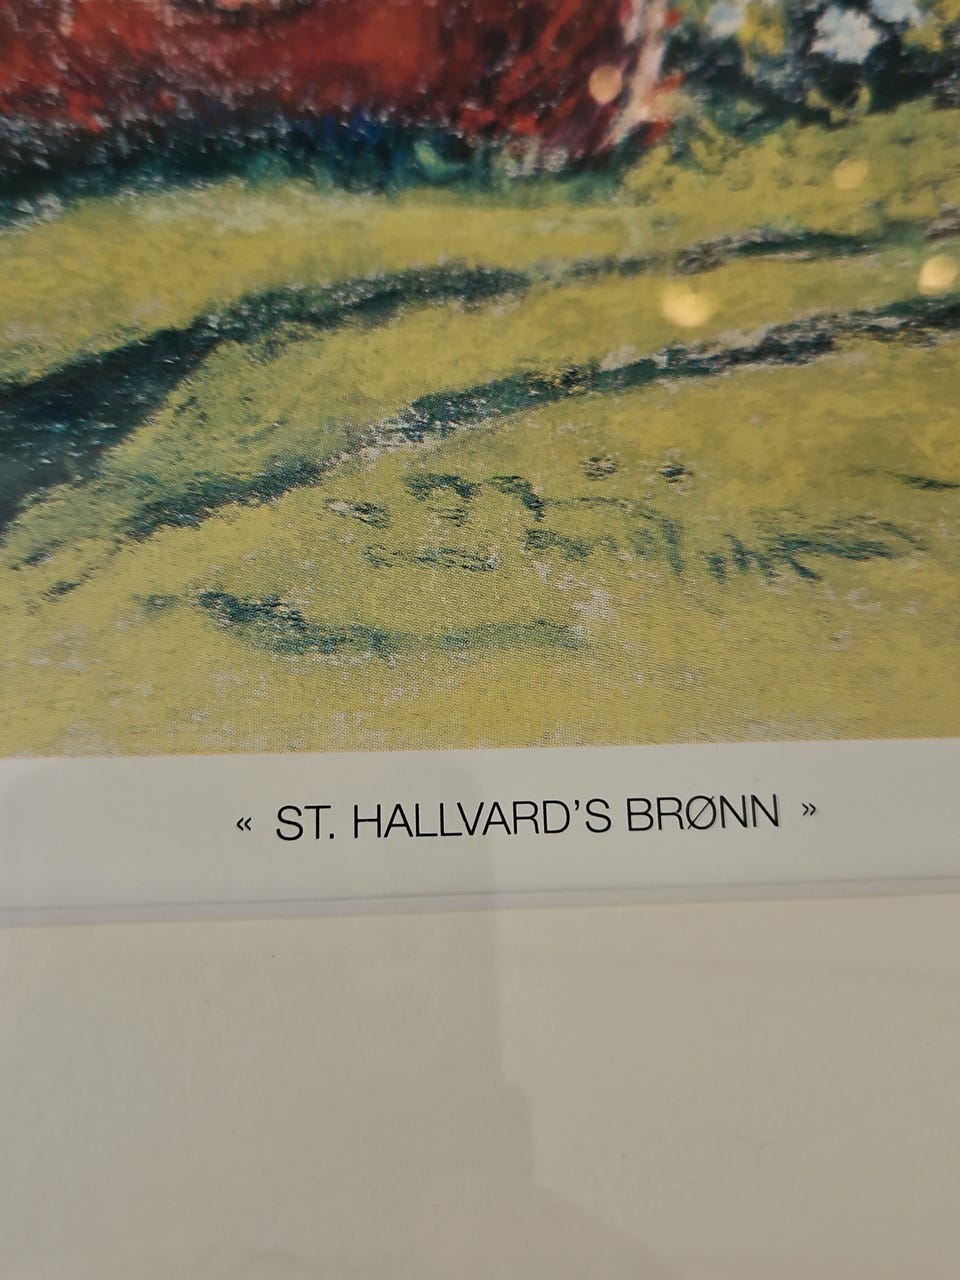 « ST. HALLVARD’S BRØNN »